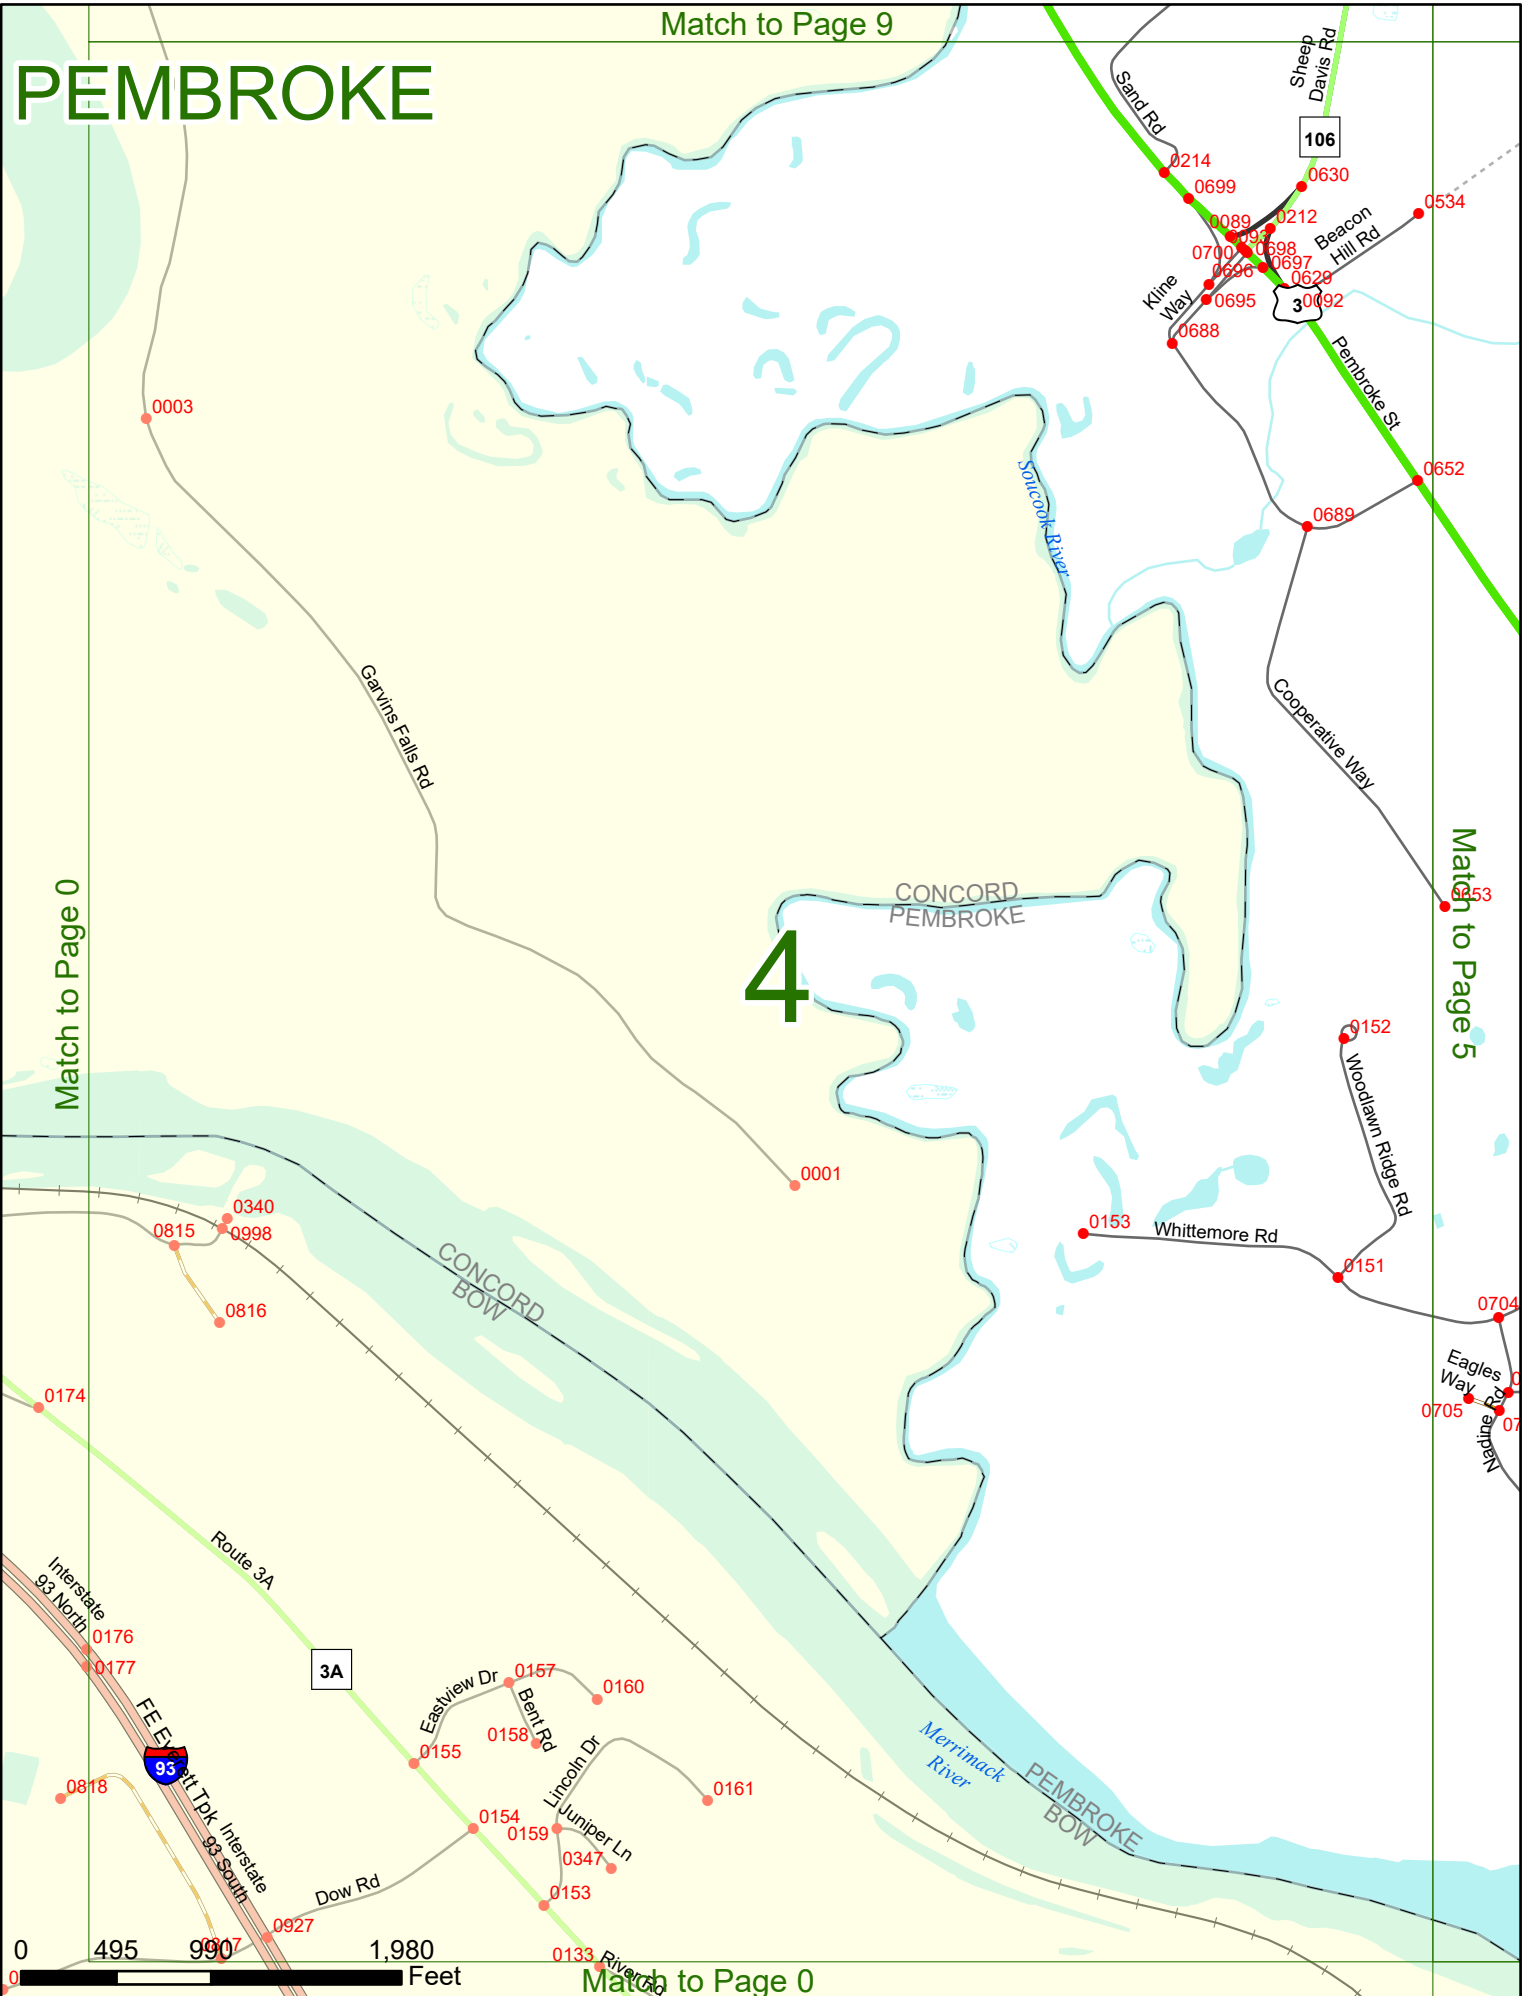 Match to Page 9
PEMBROKE
Sheep
Davis Rd
Sand Rd
106
0214
0630
0699
0534
0212
0089
Beacon
Hill Rd
0700
0698
0697
0696
0629
Kline
Way
0695
3
0092
0688
Pembroke St
0003
0652
Soucook River
0689
Garvins Falls Rd
Cooperative Way
Match to Page 0
Match to Page 5
CONCORD
PEMBROKE
0653
4
0152
Woodlawn Ridge Rd
0001
0340
0815
0998
0153
Whittemore Rd
CONCORD
BOW
0151
0816
0704
Eagles
Way
0174
0705
07
Nadine Rd
Route 3A
Interstate
93 North
0176
0177
3A
0157
Eastview Dr
0160
Bent Rd
0158
FE Everett Tpk
0155
Lincoln Dr
Merrimack
River
93
PEMBROKE
BOW
0818
0161
0154
0159
Juniper Ln
Interstate
93 South
0347
Dow Rd
0153
0927
0817
0133
River Rd
0 495 990 1,980
Feet
0
Match to Page 0